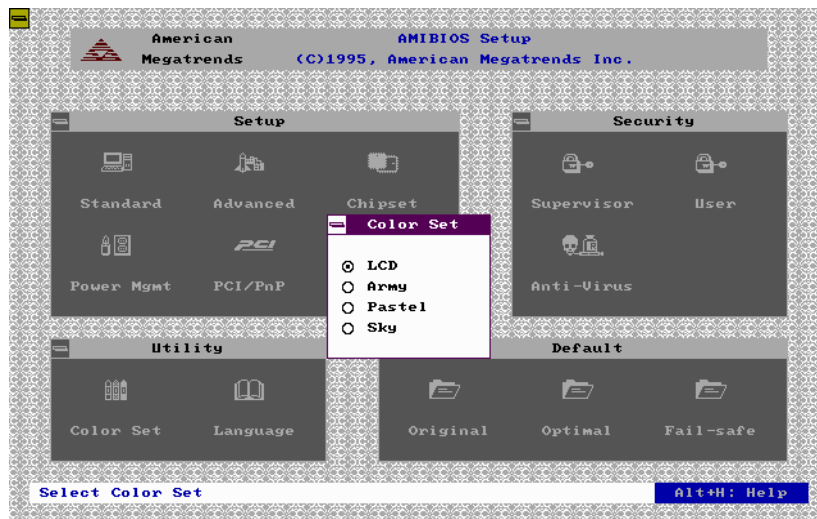 American AMIBIOS Setup
Megatrends (C)1995, American Megatrends Inc.
Setup
Standard Advanced Chipset
Power Mgmt PCI PCI/PnP
Security
Supervisor User
Anti-Virus
Color Set
LCD
Army
Pastel
Sky
Utility
Color Set Language
Default
Original Optimal Fail-safe
Select Color Set Alt+H: Help